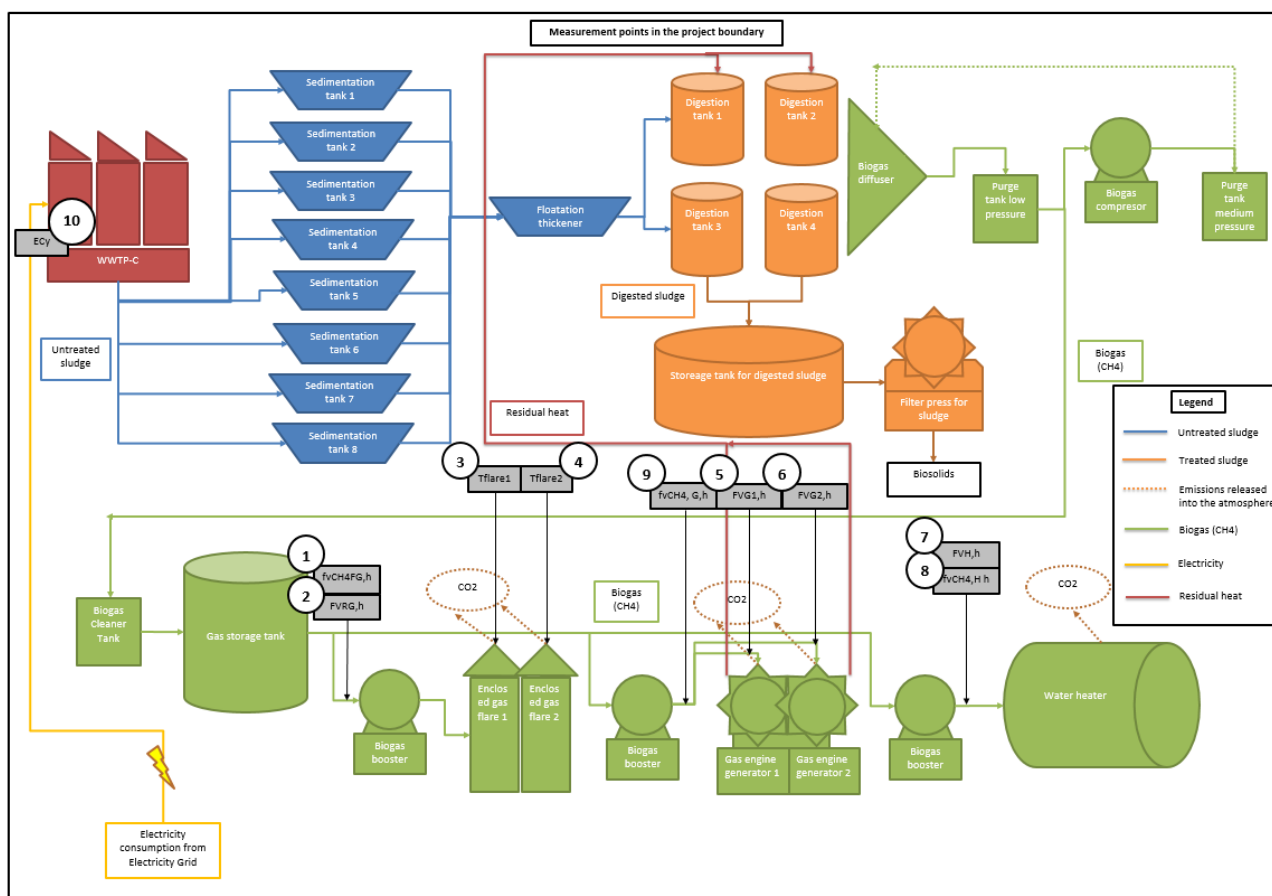 Measurement points in the project boundary
Sedimentation
tank 1
Sedimentation
tank 2
Sedimentation
tank 3
Sedimentation
tank 4
Sedimentation
tank 5
Sedimentation
tank 6
Sedimentation
tank 7
Sedimentation
tank 8
10
ECy
WWTP-C
Untreated
sludge
Floatation
thickener
Digestion
tank 1
Digestion
tank 2
Digestion
tank 3
Digestion
tank 4
Digested sludge
Storeage tank for digested sludge
Filter press for
sludge
Biosolids
Biogas
diffuser
Purge
tank low
pressure
Biogas
compresor
Purge
tank
medium
pressure
Biogas
(CH4)
Residual heat
Legend
Untreated sludge
Treated sludge
Emissions released
into the atmosphere
Biogas (CH4)
Electricity
Residual heat
3
4
Tflare1
Tflare2
9
5
6
fvCH4, G,h
FVG1,h
FVG2,h
7
FVH,h
8
fvCH4,H h
1
fvCH4FG,h
2
FVRG,h
CO2
Biogas
(CH4)
CO2
CO2
Biogas
Cleaner
Tank
Gas storage tank
Biogas
booster
Enclos
ed gas
flare 1
Enclos
ed gas
flare 2
Biogas
booster
Gas engine
generator 1
Gas engine
generator 2
Biogas
booster
Water heater
Electricity
consumption from
Electricity Grid